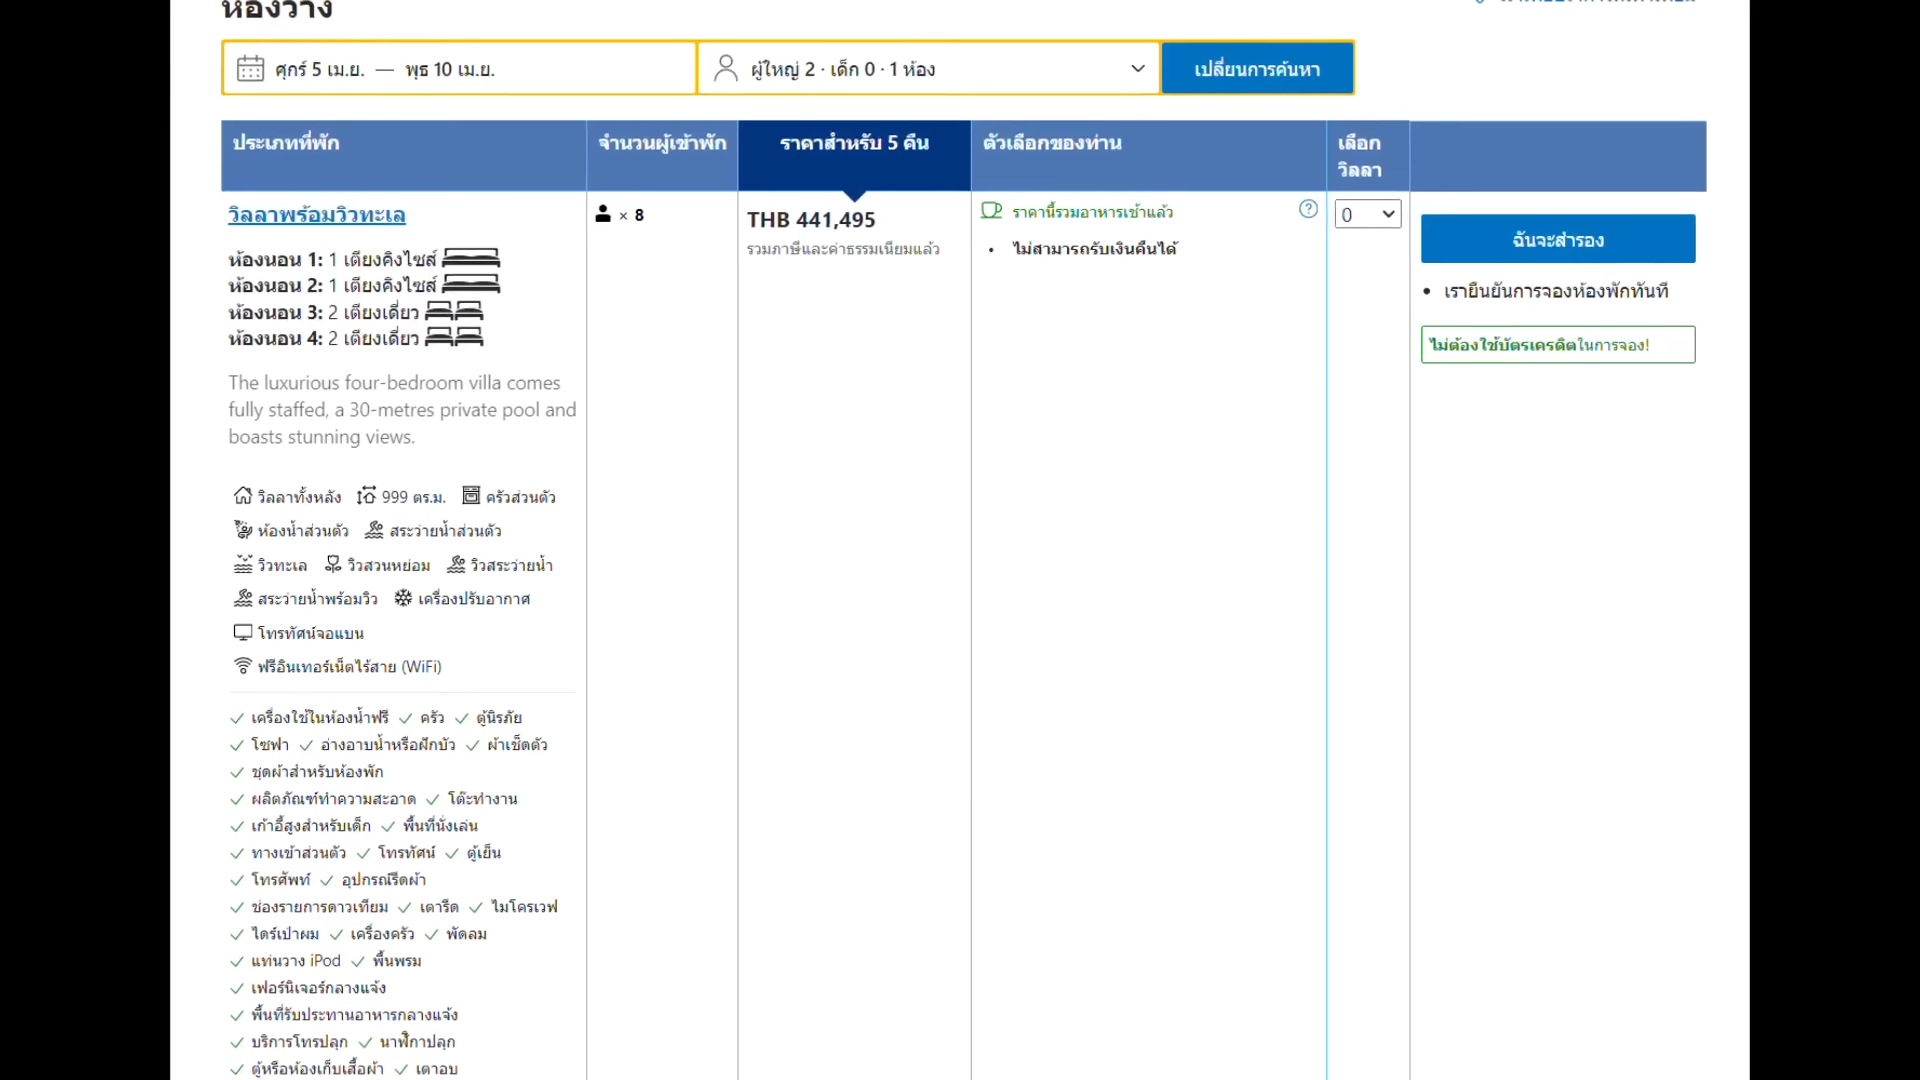 ห้องว่าง
ศุกร์ 5 เม.ย. — พุธ 10 เม.ย.
ผู้ใหญ่ 2 · เด็ก 0 · 1 ห้อง
เปลี่ยนการค้นหา
ประเภทที่พัก
จำนวนผู้เข้าพัก
ราคาสำหรับ 5 คืน
ตัวเลือกของท่าน
เลือก
วิลลา
วิลลาพร้อมวิวทะเล
ห้องนอน 1: 1 เตียงคิงไซส์
ห้องนอน 2: 1 เตียงคิงไซส์
ห้องนอน 3: 2 เตียงเดี่ยว
ห้องนอน 4: 2 เตียงเดี่ยว
The luxurious four-bedroom villa comes
fully staffed, a 30-metres private pool and
boasts stunning views.
วิลลาทั้งหลัง 999 ตร.ม. ครัวส่วนตัว
ห้องน้ำส่วนตัว สระว่ายน้ำส่วนตัว
วิวทะเล วิวสวนหย่อม วิวสระว่ายน้ำ
สระว่ายน้ำพร้อมวิว เครื่องปรับอากาศ
โทรทัศน์จอแบน
ฟรีอินเทอร์เน็ตไร้สาย (WiFi)
เครื่องใช้ในห้องน้ำฟรี ครัว ตู้นิรภัย
โซฟา อ่างอาบน้ำหรือฝักบัว ผ้าเช็ดตัว
ชุดผ้าสำหรับห้องพัก
ผลิตภัณฑ์ทำความสะอาด โต๊ะทำงาน
เก้าอี้สูงสำหรับเด็ก พื้นที่นั่งเล่น
ทางเข้าส่วนตัว โทรทัศน์ ตู้เย็น
โทรศัพท์ อุปกรณ์รีดผ้า
ช่องรายการดาวเทียม เตารีด ไมโครเวฟ
ไดร์เป่าผม เครื่องครัว พัดลม
แท่นวาง iPod พื้นพรม
เฟอร์นิเจอร์กลางแจ้ง
พื้นที่รับประทานอาหารกลางแจ้ง
บริการโทรปลุก นาฬิกาปลุก
ตู้หรือห้องเก็บเสื้อผ้า เตาอบ
× 8
THB 441,495
รวมภาษีและค่าธรรมเนียมแล้ว
ราคานี้รวมอาหารเช้าแล้ว
• ไม่สามารถรับเงินคืนได้
0
ฉันจะสำรอง
• เรายืนยันการจองห้องพักทันที
ไม่ต้องใช้บัตรเครดิตในการจอง!